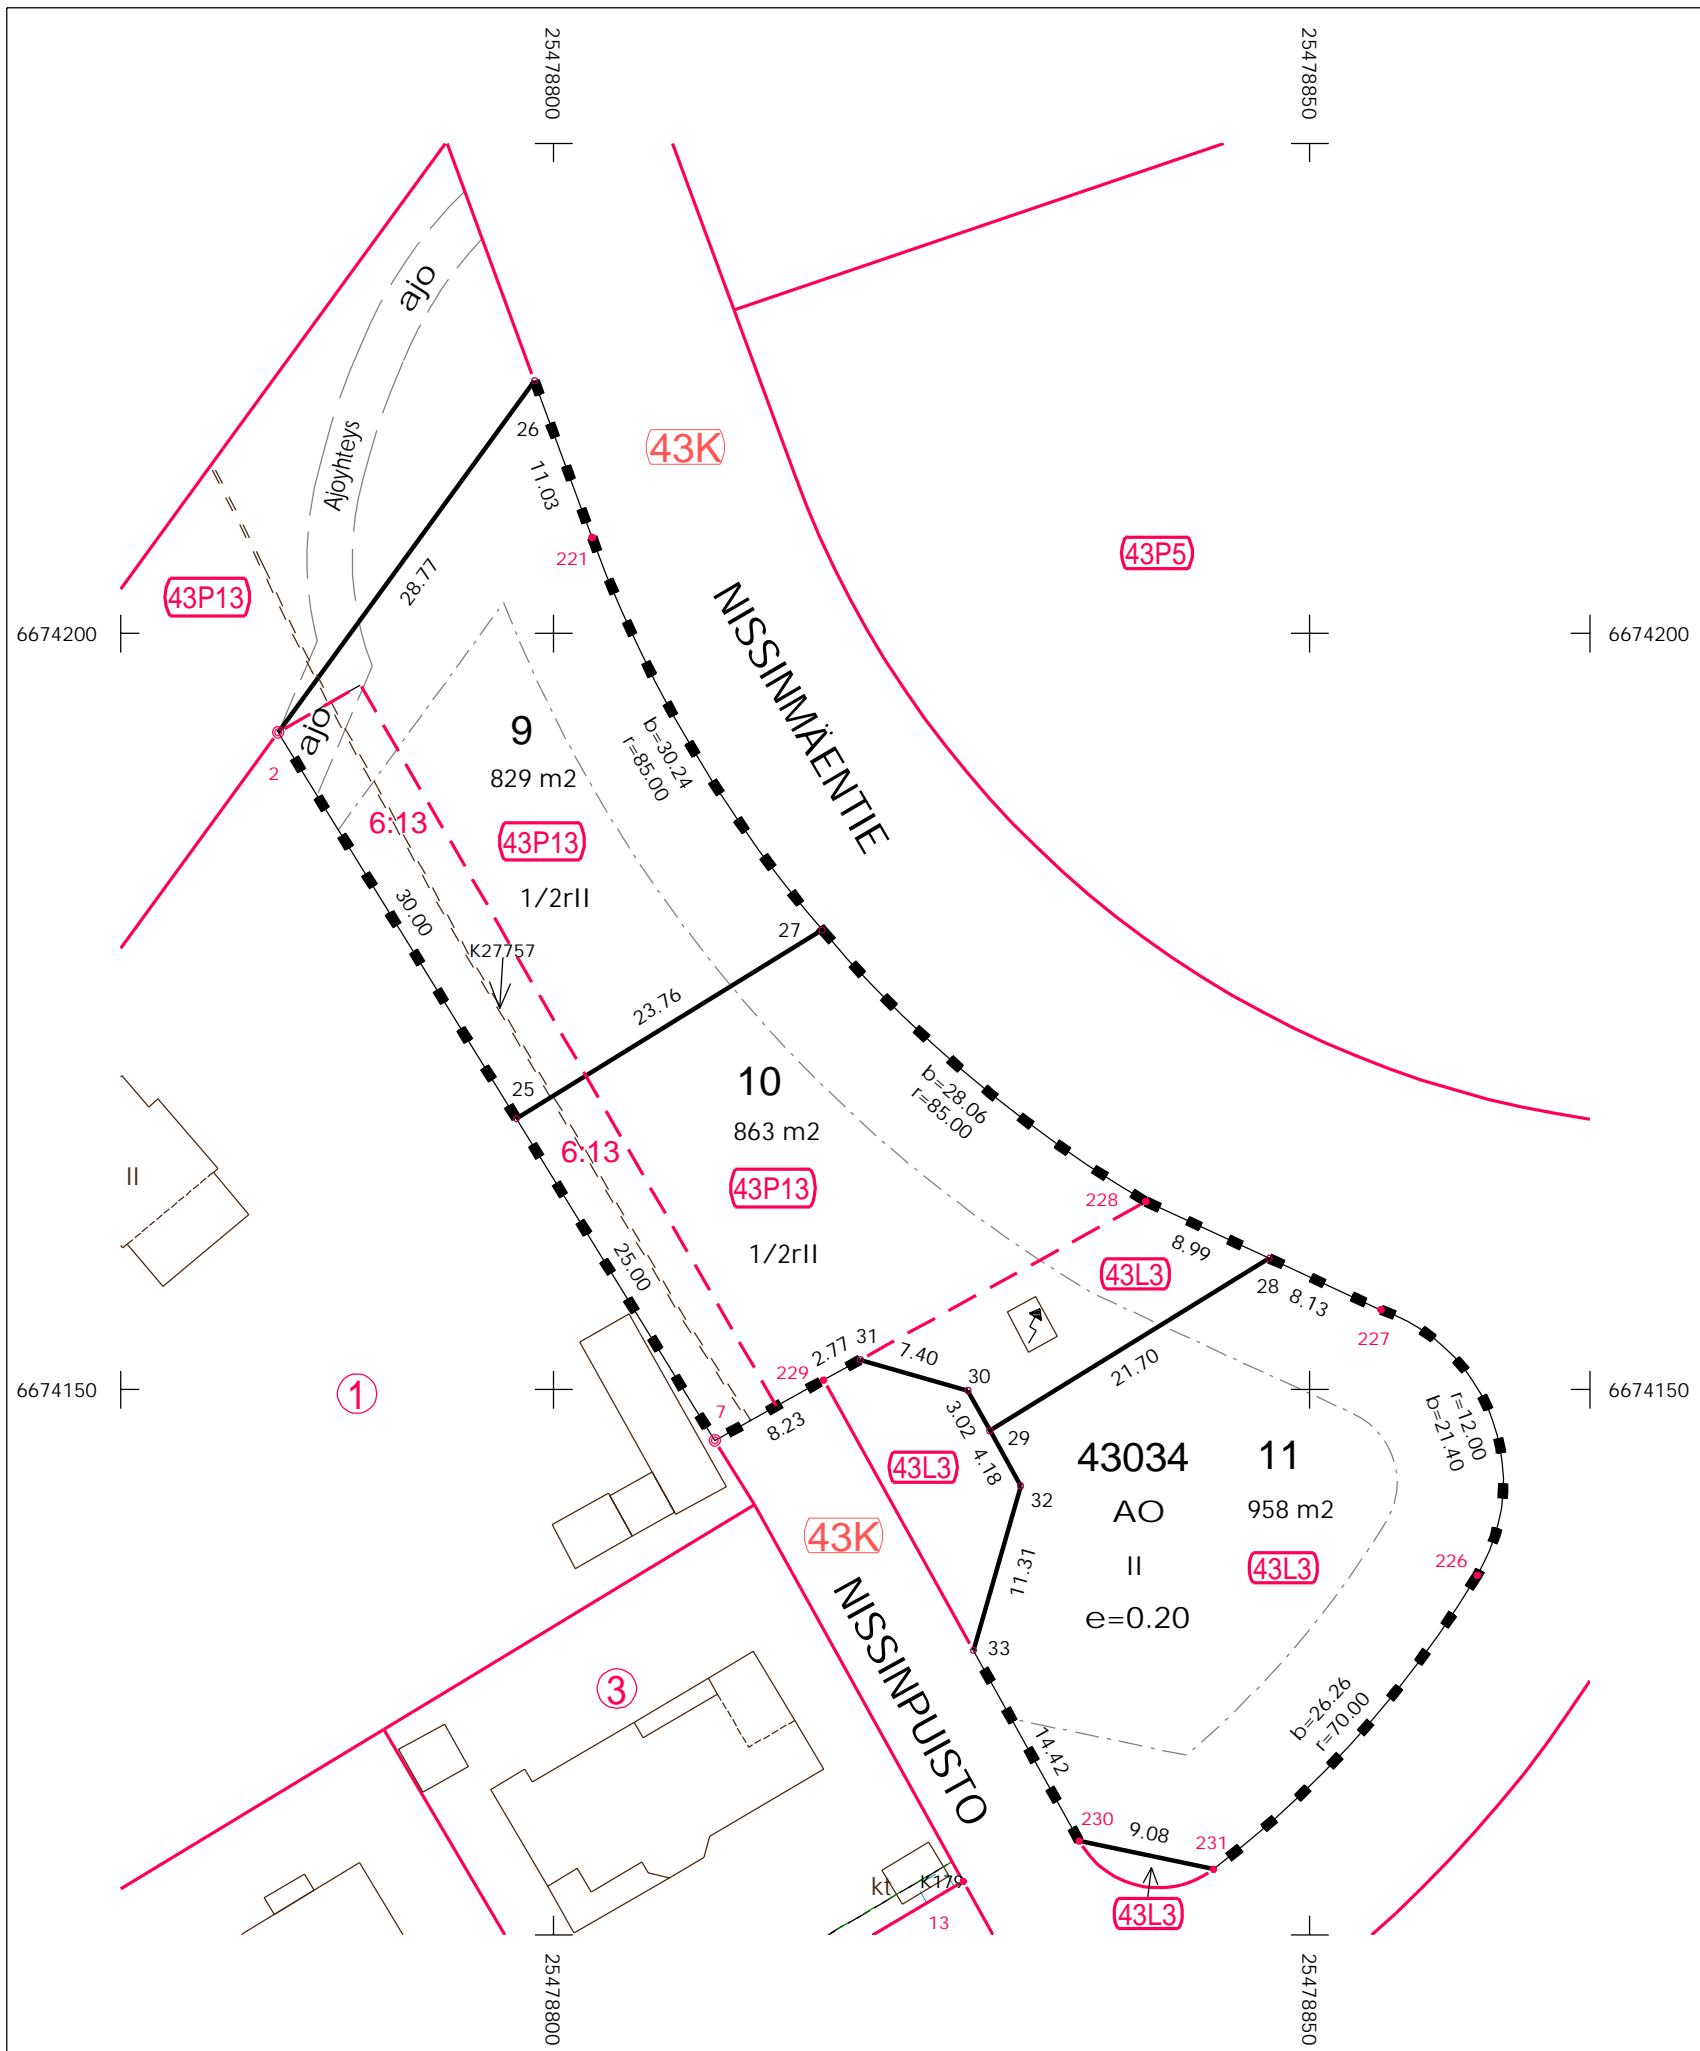 25478800
25478850
ajo
Ajoyhteys
26
11.03
43K
221
43P5
43P13
28.77
6674200
6674200
NISSINMÄENTIE
ajo
2
9
829 m2
b=30.24
r=85.00
6:13
43P13
1/2rII
30.00
K27757
27
23.76
25
10
863 m2
b=28.06
r=85.00
6:13
43P13
II
1/2rII
25.00
228
8.99
43L3
28
8.13
227
229
2.77
31
7.40
30
21.70
6674150
6674150
1
7
8.23
3.02
29
4.18
r=12.00
b=21.40
43L3
43034
11
32
AO
958 m2
43K
II
43L3
226
11.31
e=0.20
NISSINPUISTO
33
3
b=26.26
r=70.00
14.42
230
9.08
231
kt
K179
13
43L3
25478800
25478850